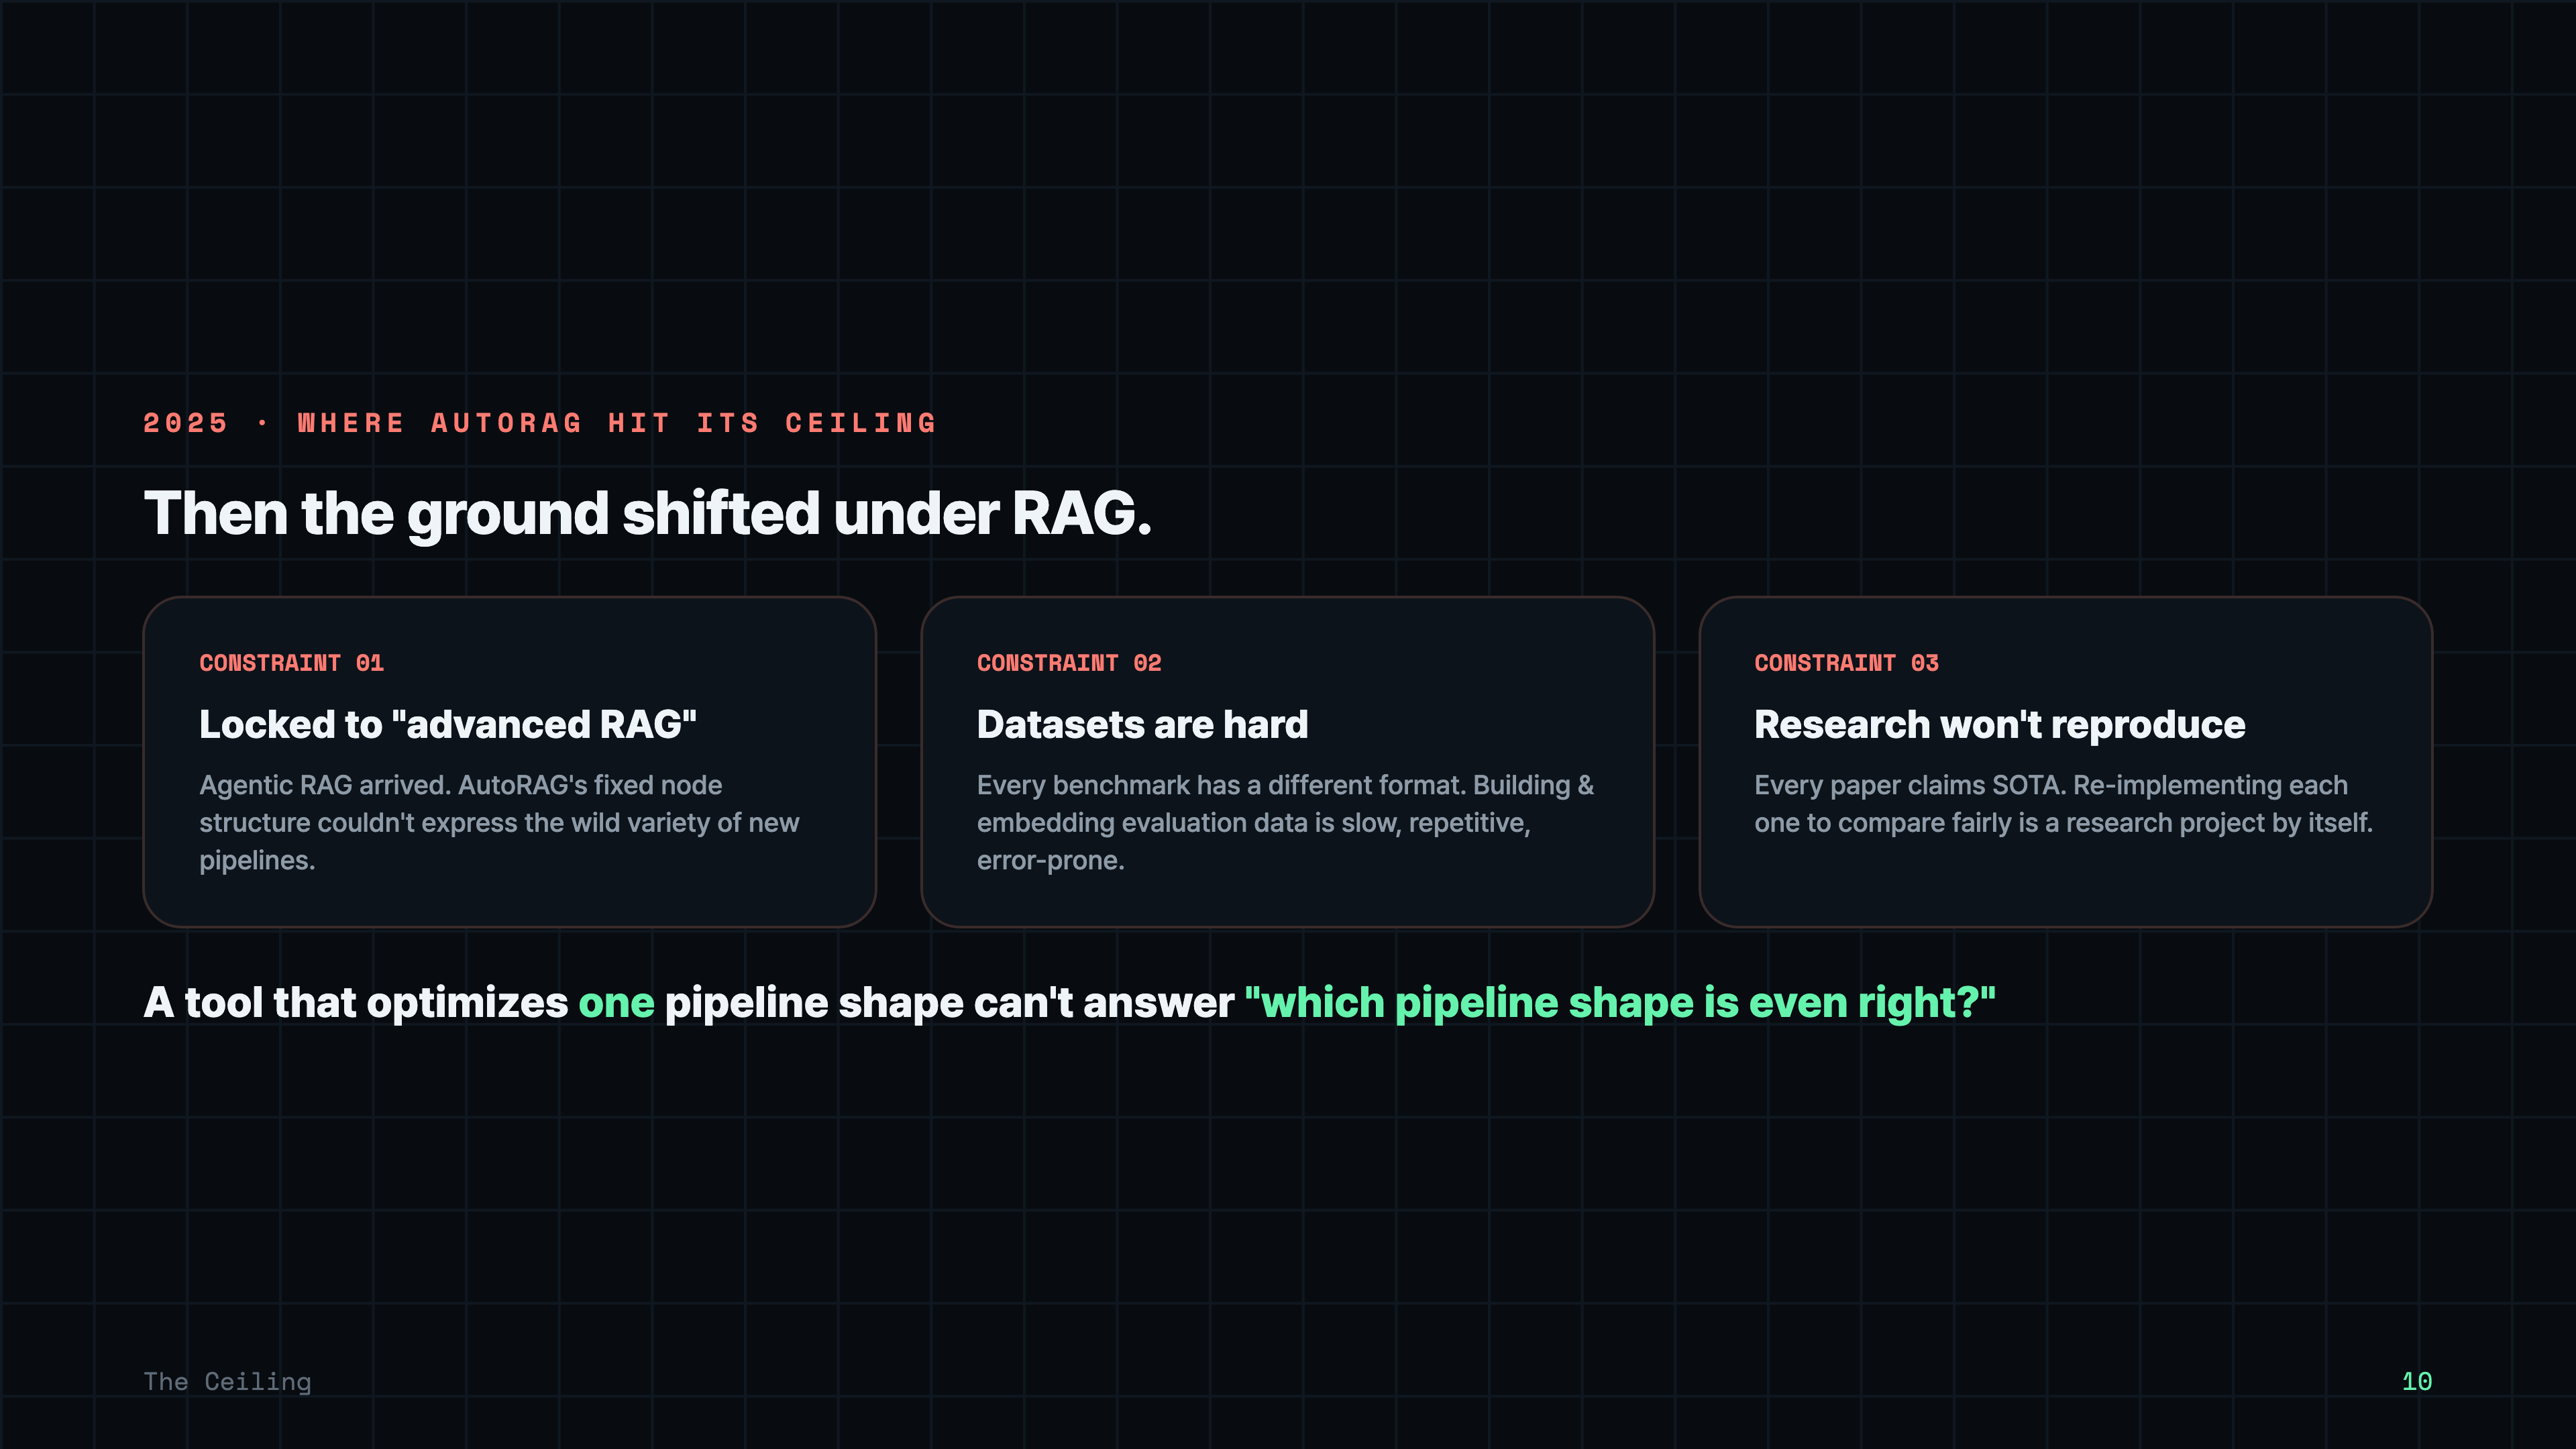 2025 · WHERE AUTORAG HIT ITS CEILING
Then the ground shifted under RAG.
CONSTRAINT 01
Locked to "advanced RAG"
Agentic RAG arrived. AutoRAG's fixed node
structure couldn't express the wild variety of new
pipelines.
CONSTRAINT 02
Datasets are hard
Every benchmark has a different format. Building &
embedding evaluation data is slow, repetitive,
error-prone.
CONSTRAINT 03
Research won't reproduce
Every paper claims SOTA. Re-implementing each
one to compare fairly is a research project by itself.
A tool that optimizes one pipeline shape can't answer "which pipeline shape is even right?"
The Ceiling
10